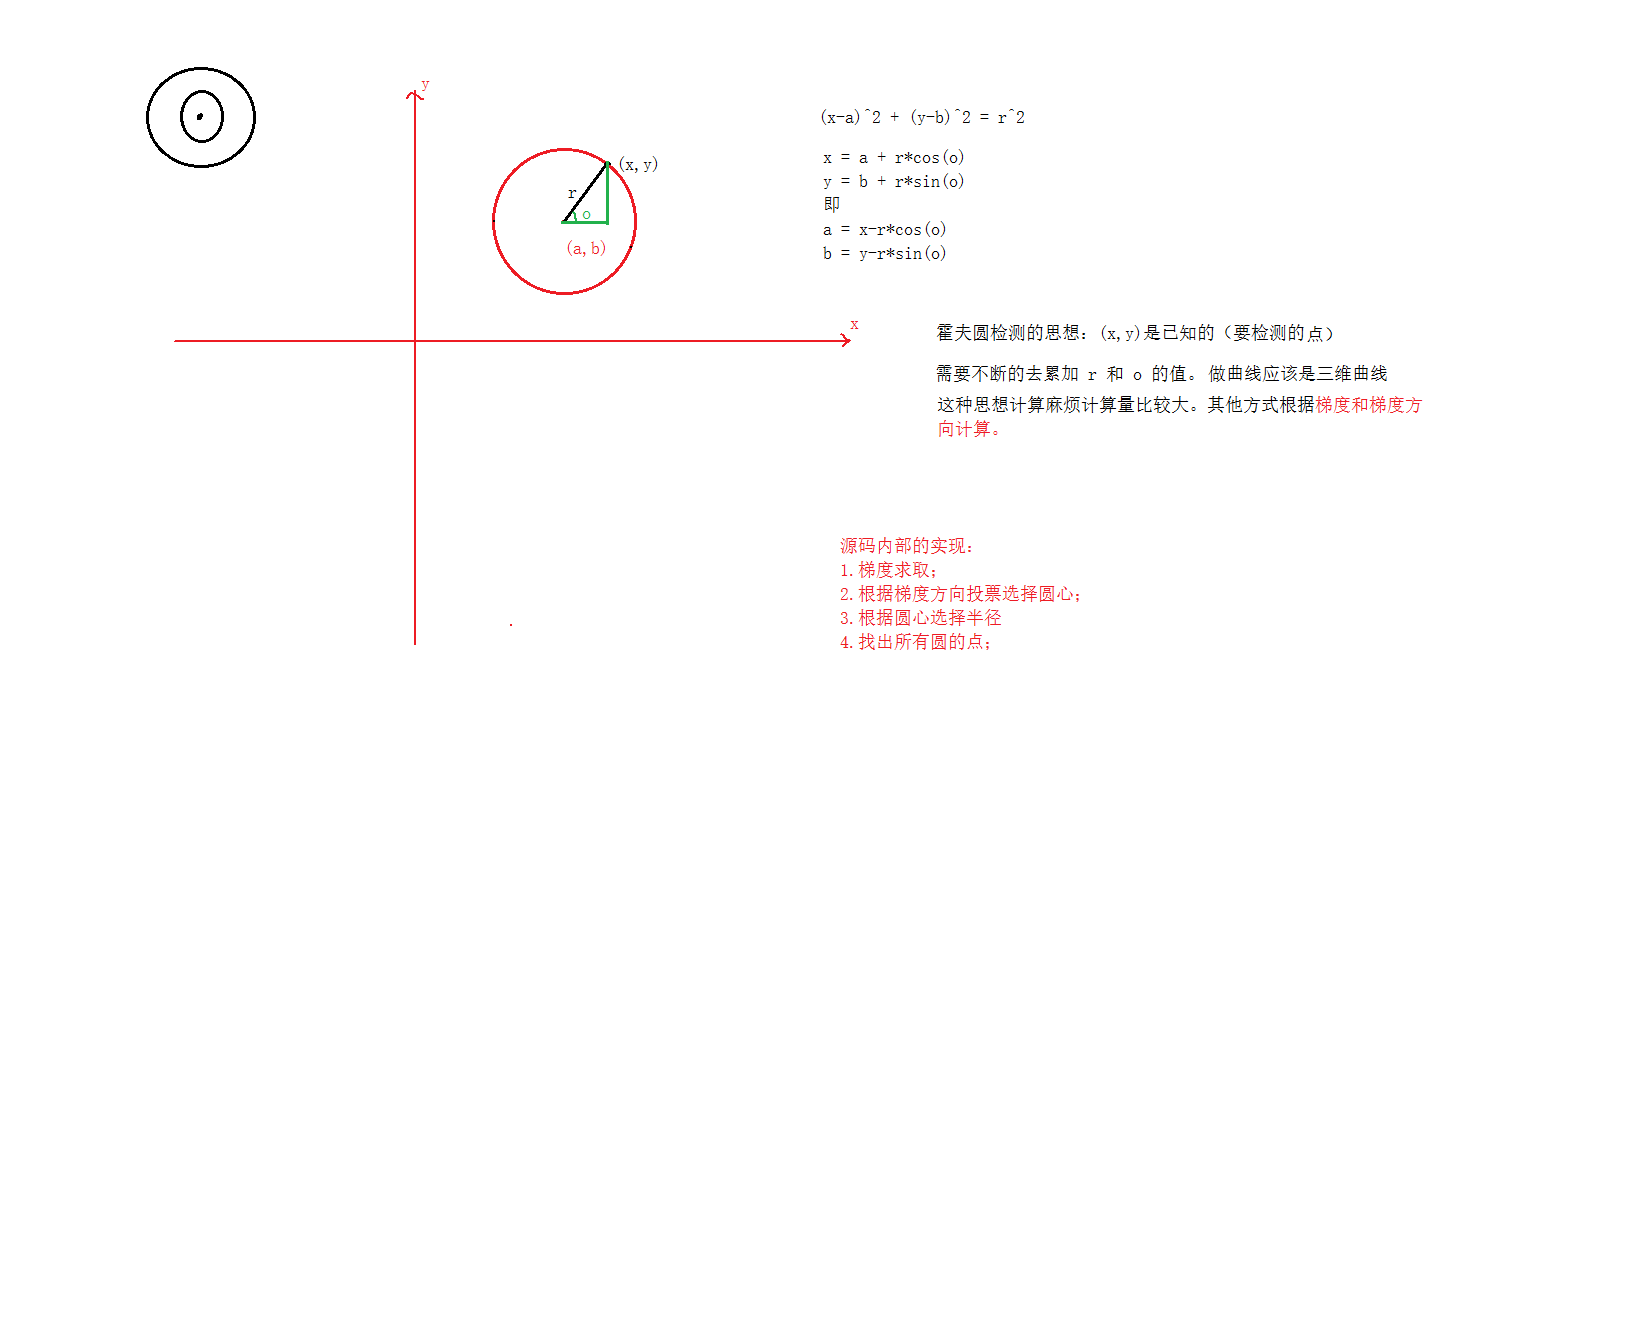 y
(x-a)^2 + (y-b)^2 = r^2
x = a + r*cos(o)
(x,y)
y = b + r*sin(o)
r
即
o
a = x-r*cos(o)
(a,b)
b = y-r*sin(o)
x
霍夫圆检测的思想：(x,y)是已知的（要检测的点）
需要不断的去累加 r 和 o 的值。做曲线应该是三维曲线
这种思想计算麻烦计算量比较大。其他方式根据梯度和梯度方
向计算。
源码内部的实现：
1.梯度求取；
2.根据梯度方向投票选择圆心；
3.根据圆心选择半径
4.找出所有圆的点；